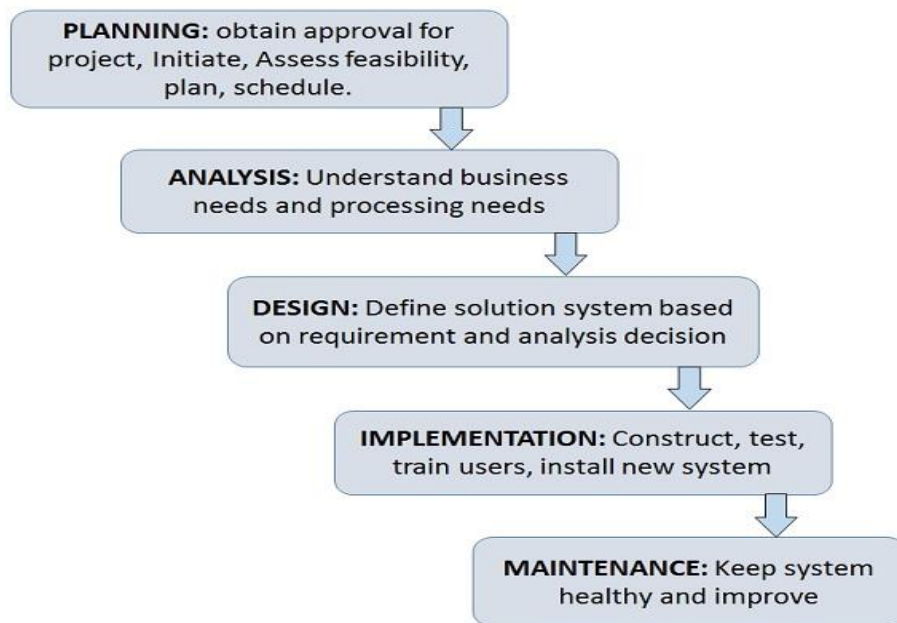 PLANNING: obtain approval for
project, Initiate, Assess feasibility,
plan, schedule.
ANALYSIS: Understand business
needs and processing needs
DESIGN: Define solution system based
on requirement and analysis decision
IMPLEMENTATION: Construct, test,
train users, install new system
MAINTENANCE: Keep system
healthy and improve